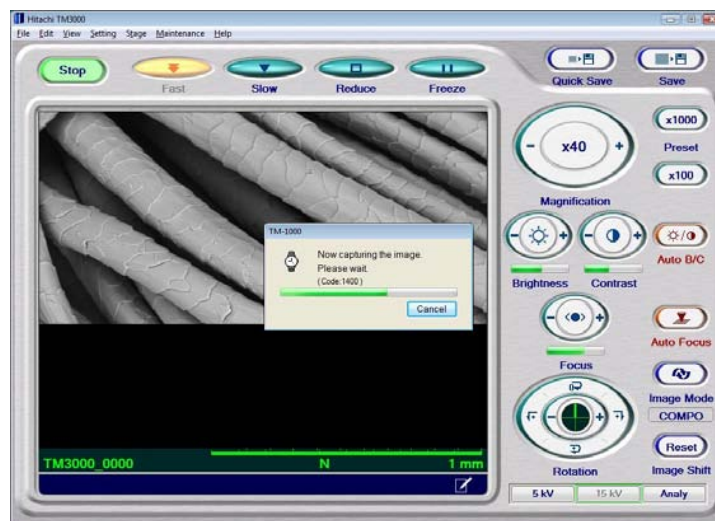 Hitachi TM3000
File Edit View Setting Stage Maintenance Help
Stop
Fast
Slow
Reduce
Freeze
Quick Save
Save
- x40 +
Magnification
x1000
Preset
x100
TM-1000
Now capturing the image.
Please wait.
(Code:1400)
Cancel
Brightness
Contrast
Auto B/C
Focus
Auto Focus
Image Mode
COMPO
Rotation
Reset
Image Shift
TM3000_0000
N
1 mm
5 kV
15 kV
Analy